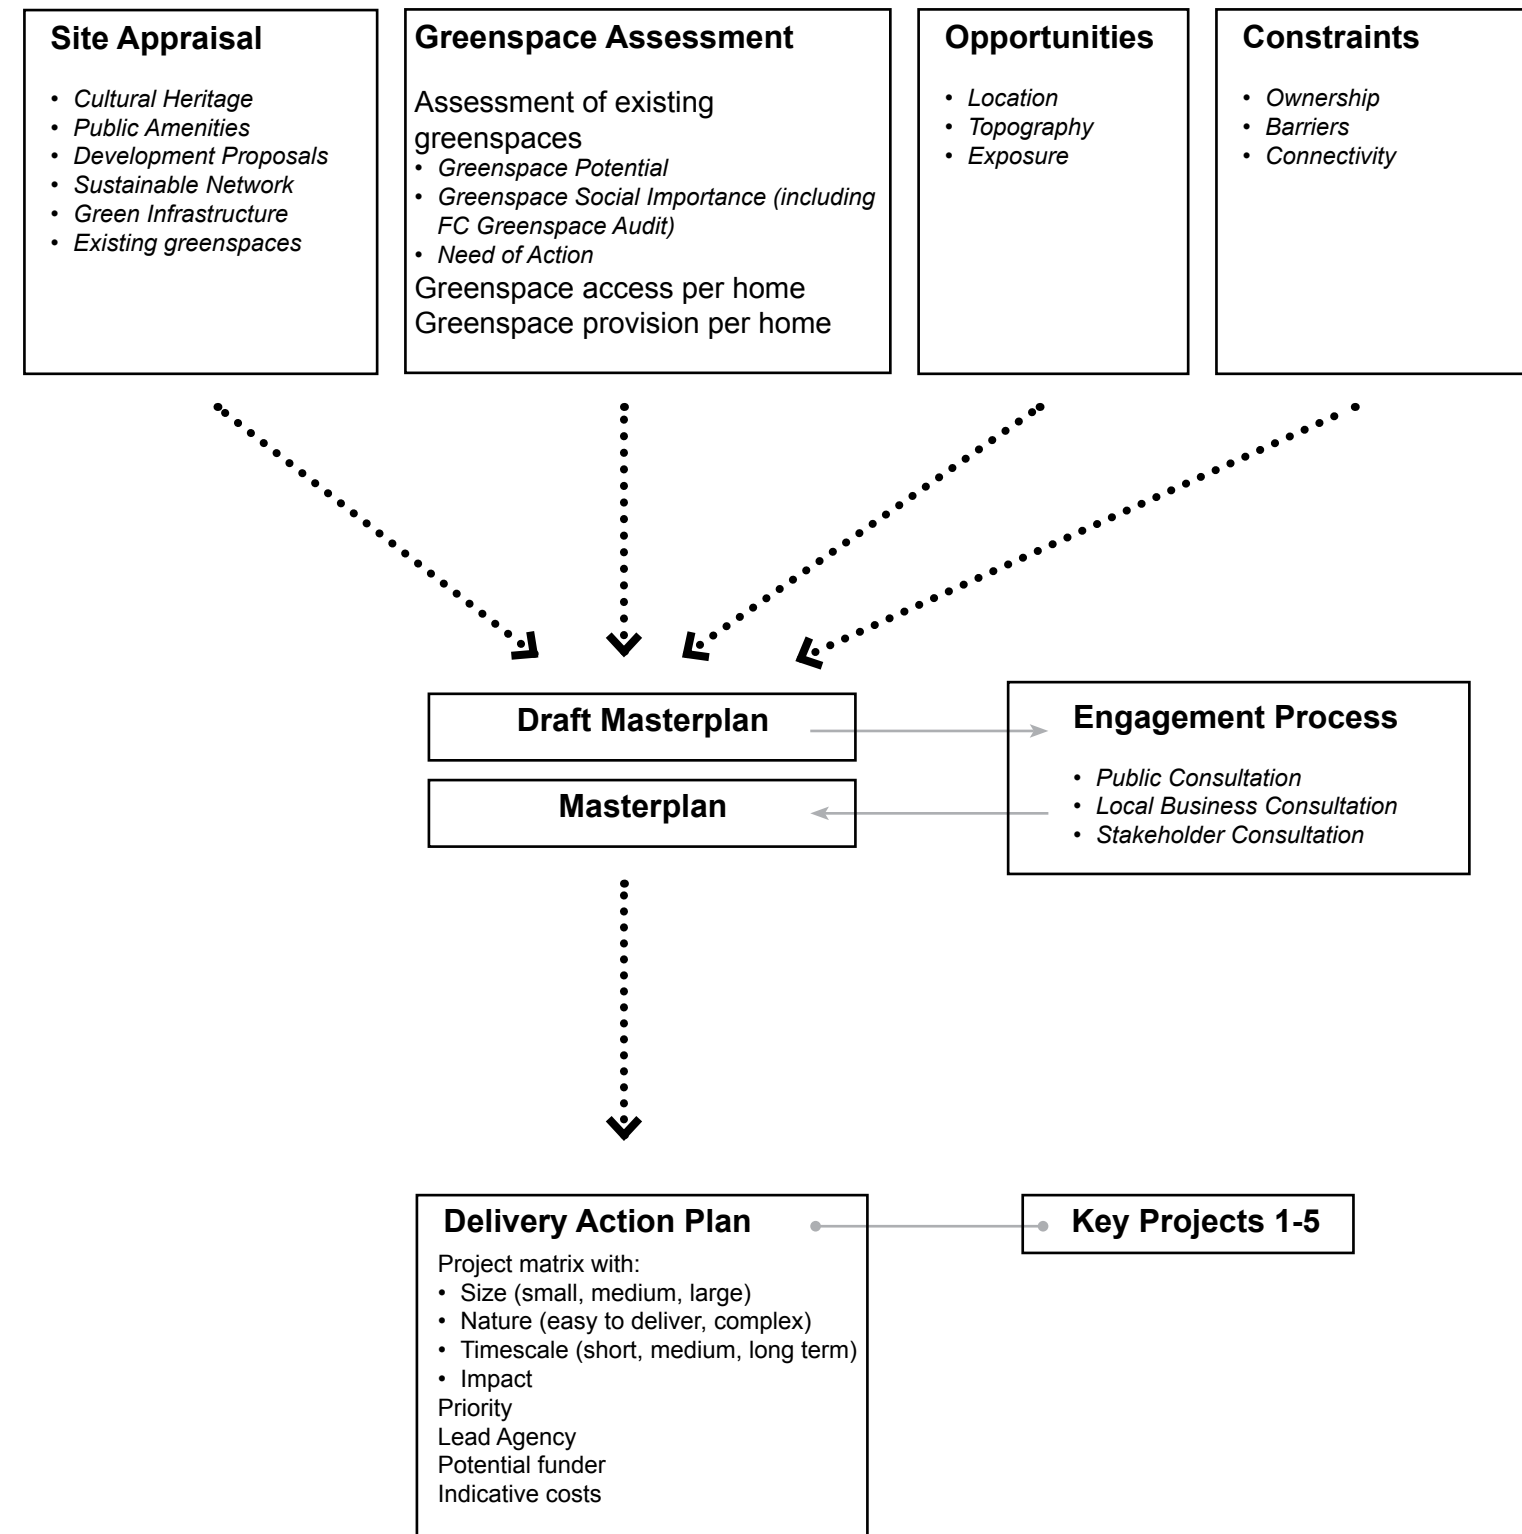 Site Appraisal
• Cultural Heritage
• Public Amenities
• Development Proposals
• Sustainable Network
• Green Infrastructure
• Existing greenspaces
Greenspace Assessment
Assessment of existing
greenspaces
• Greenspace Potential
• Greenspace Social Importance (including
FC Greenspace Audit)
• Need of Action
Greenspace access per home
Greenspace provision per home
Opportunities
• Location
• Topography
• Exposure
Constraints
• Ownership
• Barriers
• Connectivity
Draft Masterplan
Masterplan
Engagement Process
• Public Consultation
• Local Business Consultation
• Stakeholder Consultation
Delivery Action Plan
Project matrix with:
• Size (small, medium, large)
• Nature (easy to deliver, complex)
• Timescale (short, medium, long term)
• Impact
Priority
Lead Agency
Potential funder
Indicative costs
Key Projects 1-5